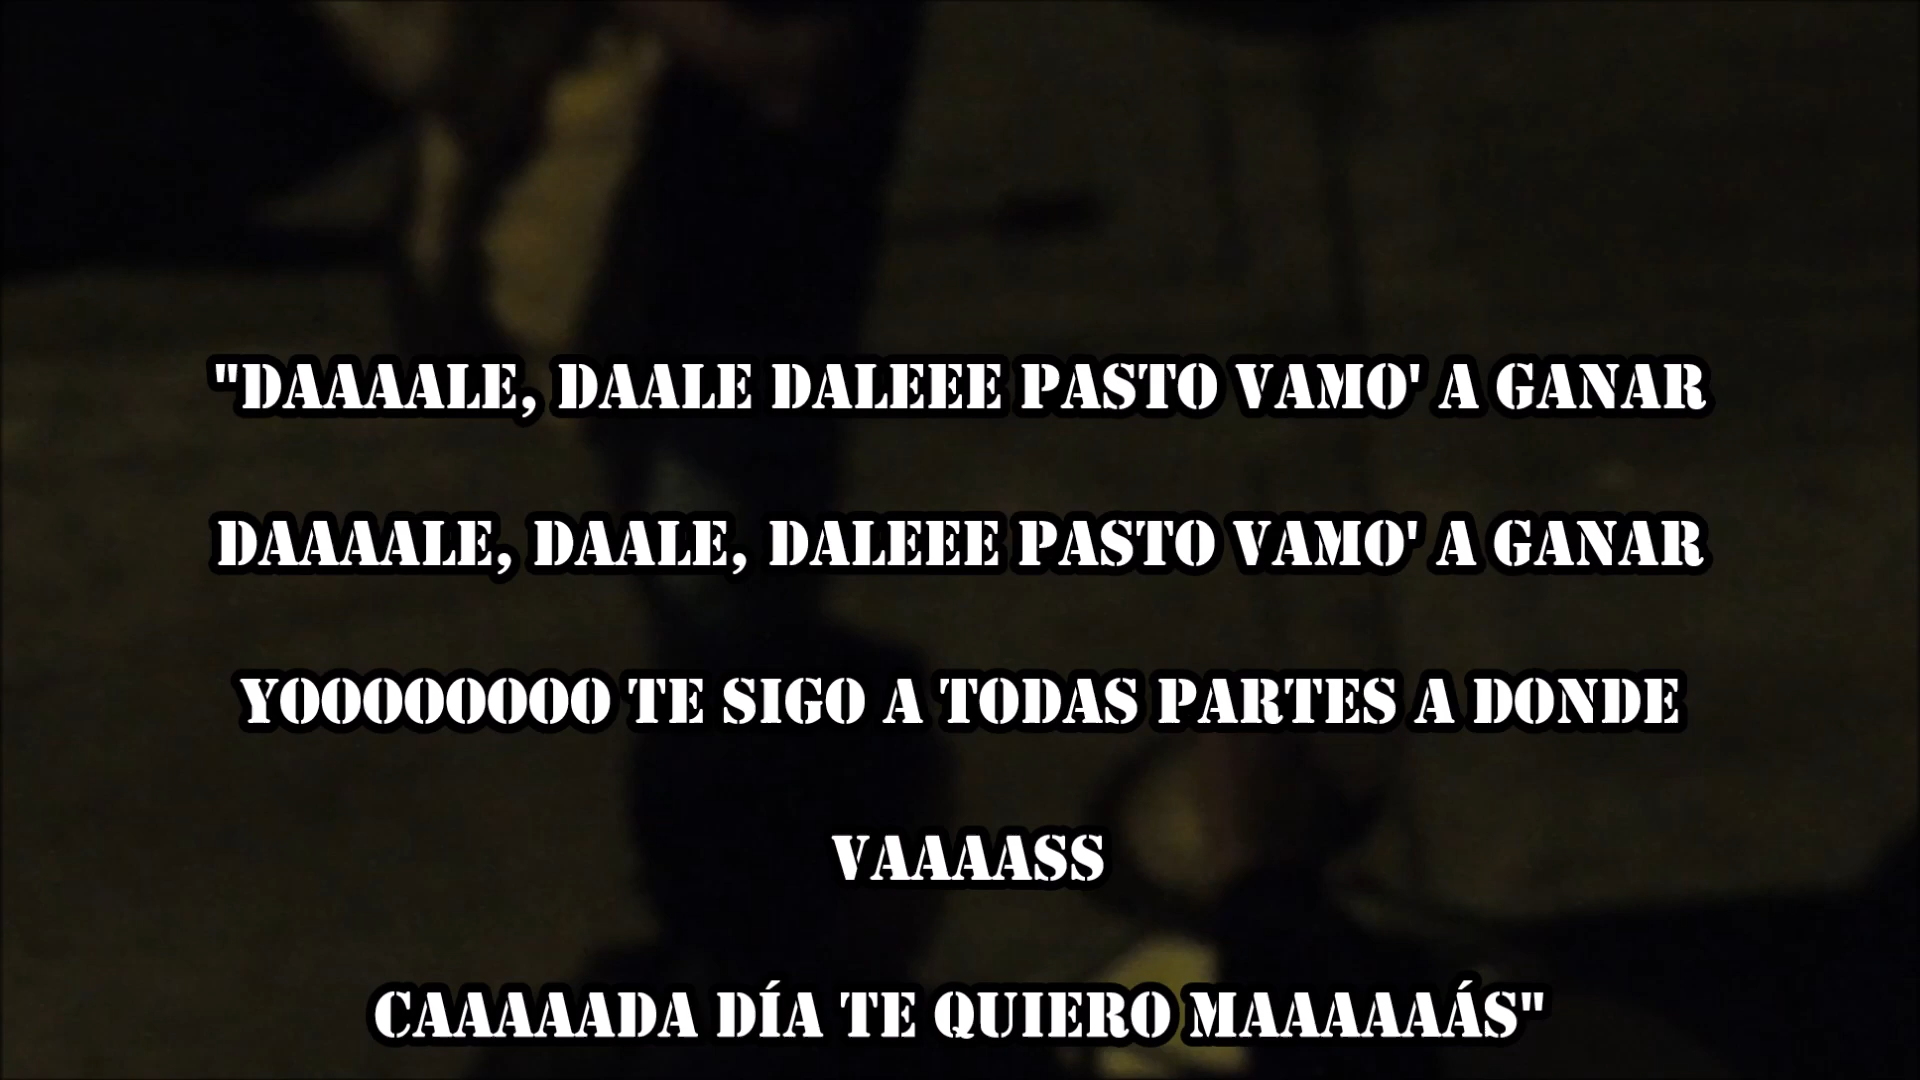 "DAAAALE, DAALE DALEEE PASTO VAMO' A GANAR
DAAAALE, DAALE, DALEEE PASTO VAMO' A GANAR
YOOOOOOOO TE SIGO A TODAS PARTES A DONDE
VAAAASS
CAAAAADA DÍA TE QUIERO MAAAAAAÁS"